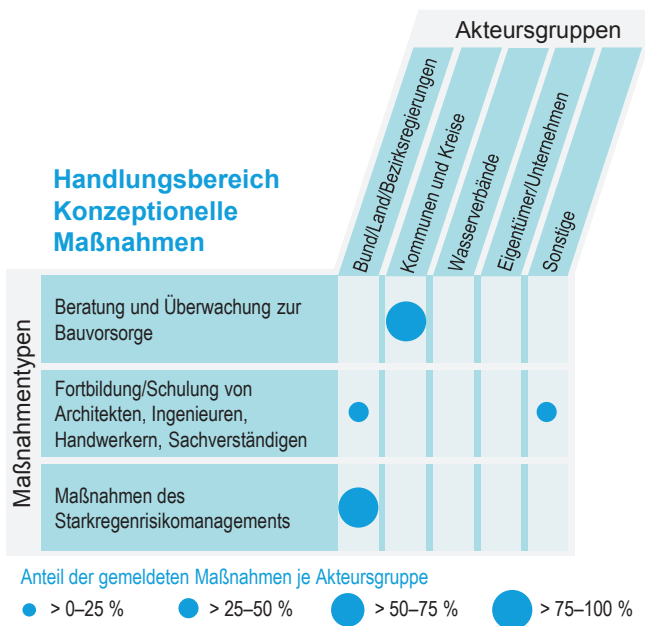 Akteursgruppen
Bund/Land/Bezirksregierungen
Kommunen und Kreise
Wasserverbände
Eigentümer/Unternehmen
Sonstige
Handlungsbereich
Konzeptionelle
Maßnahmen
Maßnahmentypen
Beratung und Überwachung zur
Bauvorsorge
Fortbildung/Schulung von
Architekten, Ingenieuren,
Handwerkern, Sachverständigen
Maßnahmen des
Starkregenrisikomanagements
Anteil der gemeldeten Maßnahmen je Akteursgruppe
> 0–25 % > 25–50 % > 50–75 % > 75–100 %